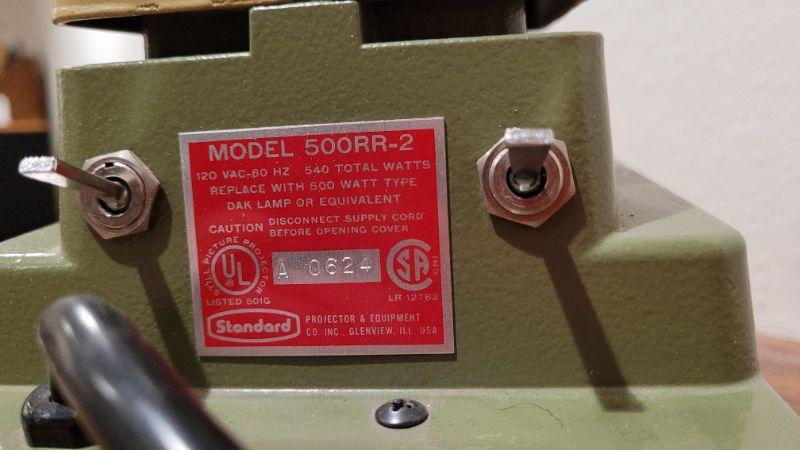 MODEL 500RR-2
120 VAC-60 HZ 540 TOTAL WATTS
REPLACE WITH 500 WATT TYPE
DAK LAMP OR EQUIVALENT
CAUTION DISCONNECT SUPPLY CORD
BEFORE OPENING COVER
STILL PICTURE PROJECTOR
UL
LISTED 501G
A 0624
SA
IND
LR 12762
Standard
PROJECTOR & EQUIPMENT
CO. INC., GLENVIEW, ILL. USA